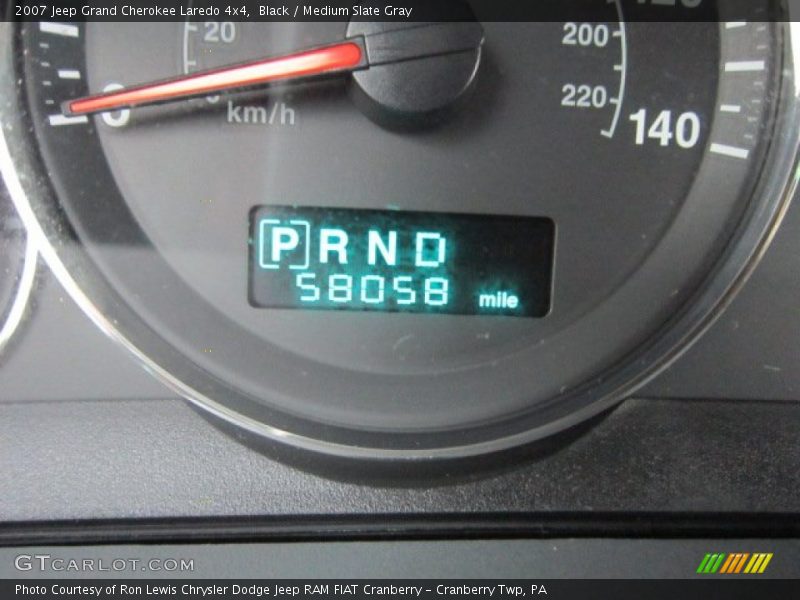 2007 Jeep Grand Cherokee Laredo 4x4, Black / Medium Slate Gray
20
200
0
km/h
220
140
[P] R N D
58058 mile
GTCARLOT.COM
Photo Courtesy of Ron Lewis Chrysler Dodge Jeep RAM FIAT Cranberry – Cranberry Twp, PA